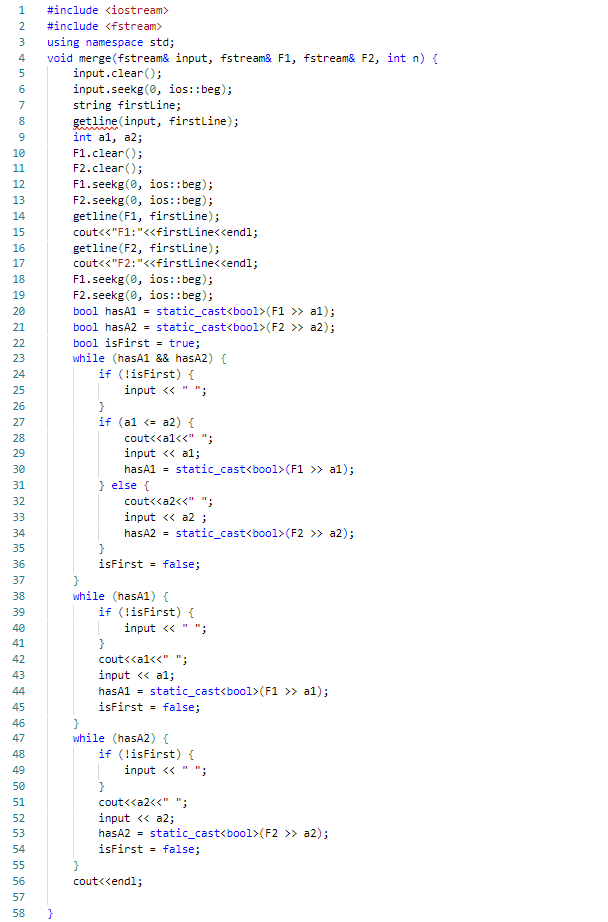 1 #include <iostream>
2 #include <fstream>
3 using namespace std;
4 void merge(fstream& input, fstream& F1, fstream& F2, int n) {
5     input.clear();
6     input.seekg(0, ios::beg);
7     string firstLine;
8     getline(input, firstLine);
9     int a1, a2;
10     F1.clear();
11     F2.clear();
12     F1.seekg(0, ios::beg);
13     F2.seekg(0, ios::beg);
14     getline(F1, firstLine);
15     cout<<"F1:"<<firstLine<<endl;
16     getline(F2, firstLine);
17     cout<<"F2:"<<firstLine<<endl;
18     F1.seekg(0, ios::beg);
19     F2.seekg(0, ios::beg);
20     bool hasA1 = static_cast<bool>(F1 >> a1);
21     bool hasA2 = static_cast<bool>(F2 >> a2);
22     bool isFirst = true;
23     while (hasA1 && hasA2) {
24         if (!isFirst) {
25             input << " ";
26         }
27         if (a1 <= a2) {
28             cout<<a1<<" ";
29             input << a1;
30             hasA1 = static_cast<bool>(F1 >> a1);
31         } else {
32             cout<<a2<<" ";
33             input << a2 ;
34             hasA2 = static_cast<bool>(F2 >> a2);
35         }
36         isFirst = false;
37     }
38     while (hasA1) {
39         if (!isFirst) {
40             input << " ";
41         }
42         cout<<a1<<" ";
43         input << a1;
44         hasA1 = static_cast<bool>(F1 >> a1);
45         isFirst = false;
46     }
47     while (hasA2) {
48         if (!isFirst) {
49             input << " ";
50         }
51         cout<<a2<<" ";
52         input << a2;
53         hasA2 = static_cast<bool>(F2 >> a2);
54         isFirst = false;
55     }
56     cout<<endl;
57
58 }